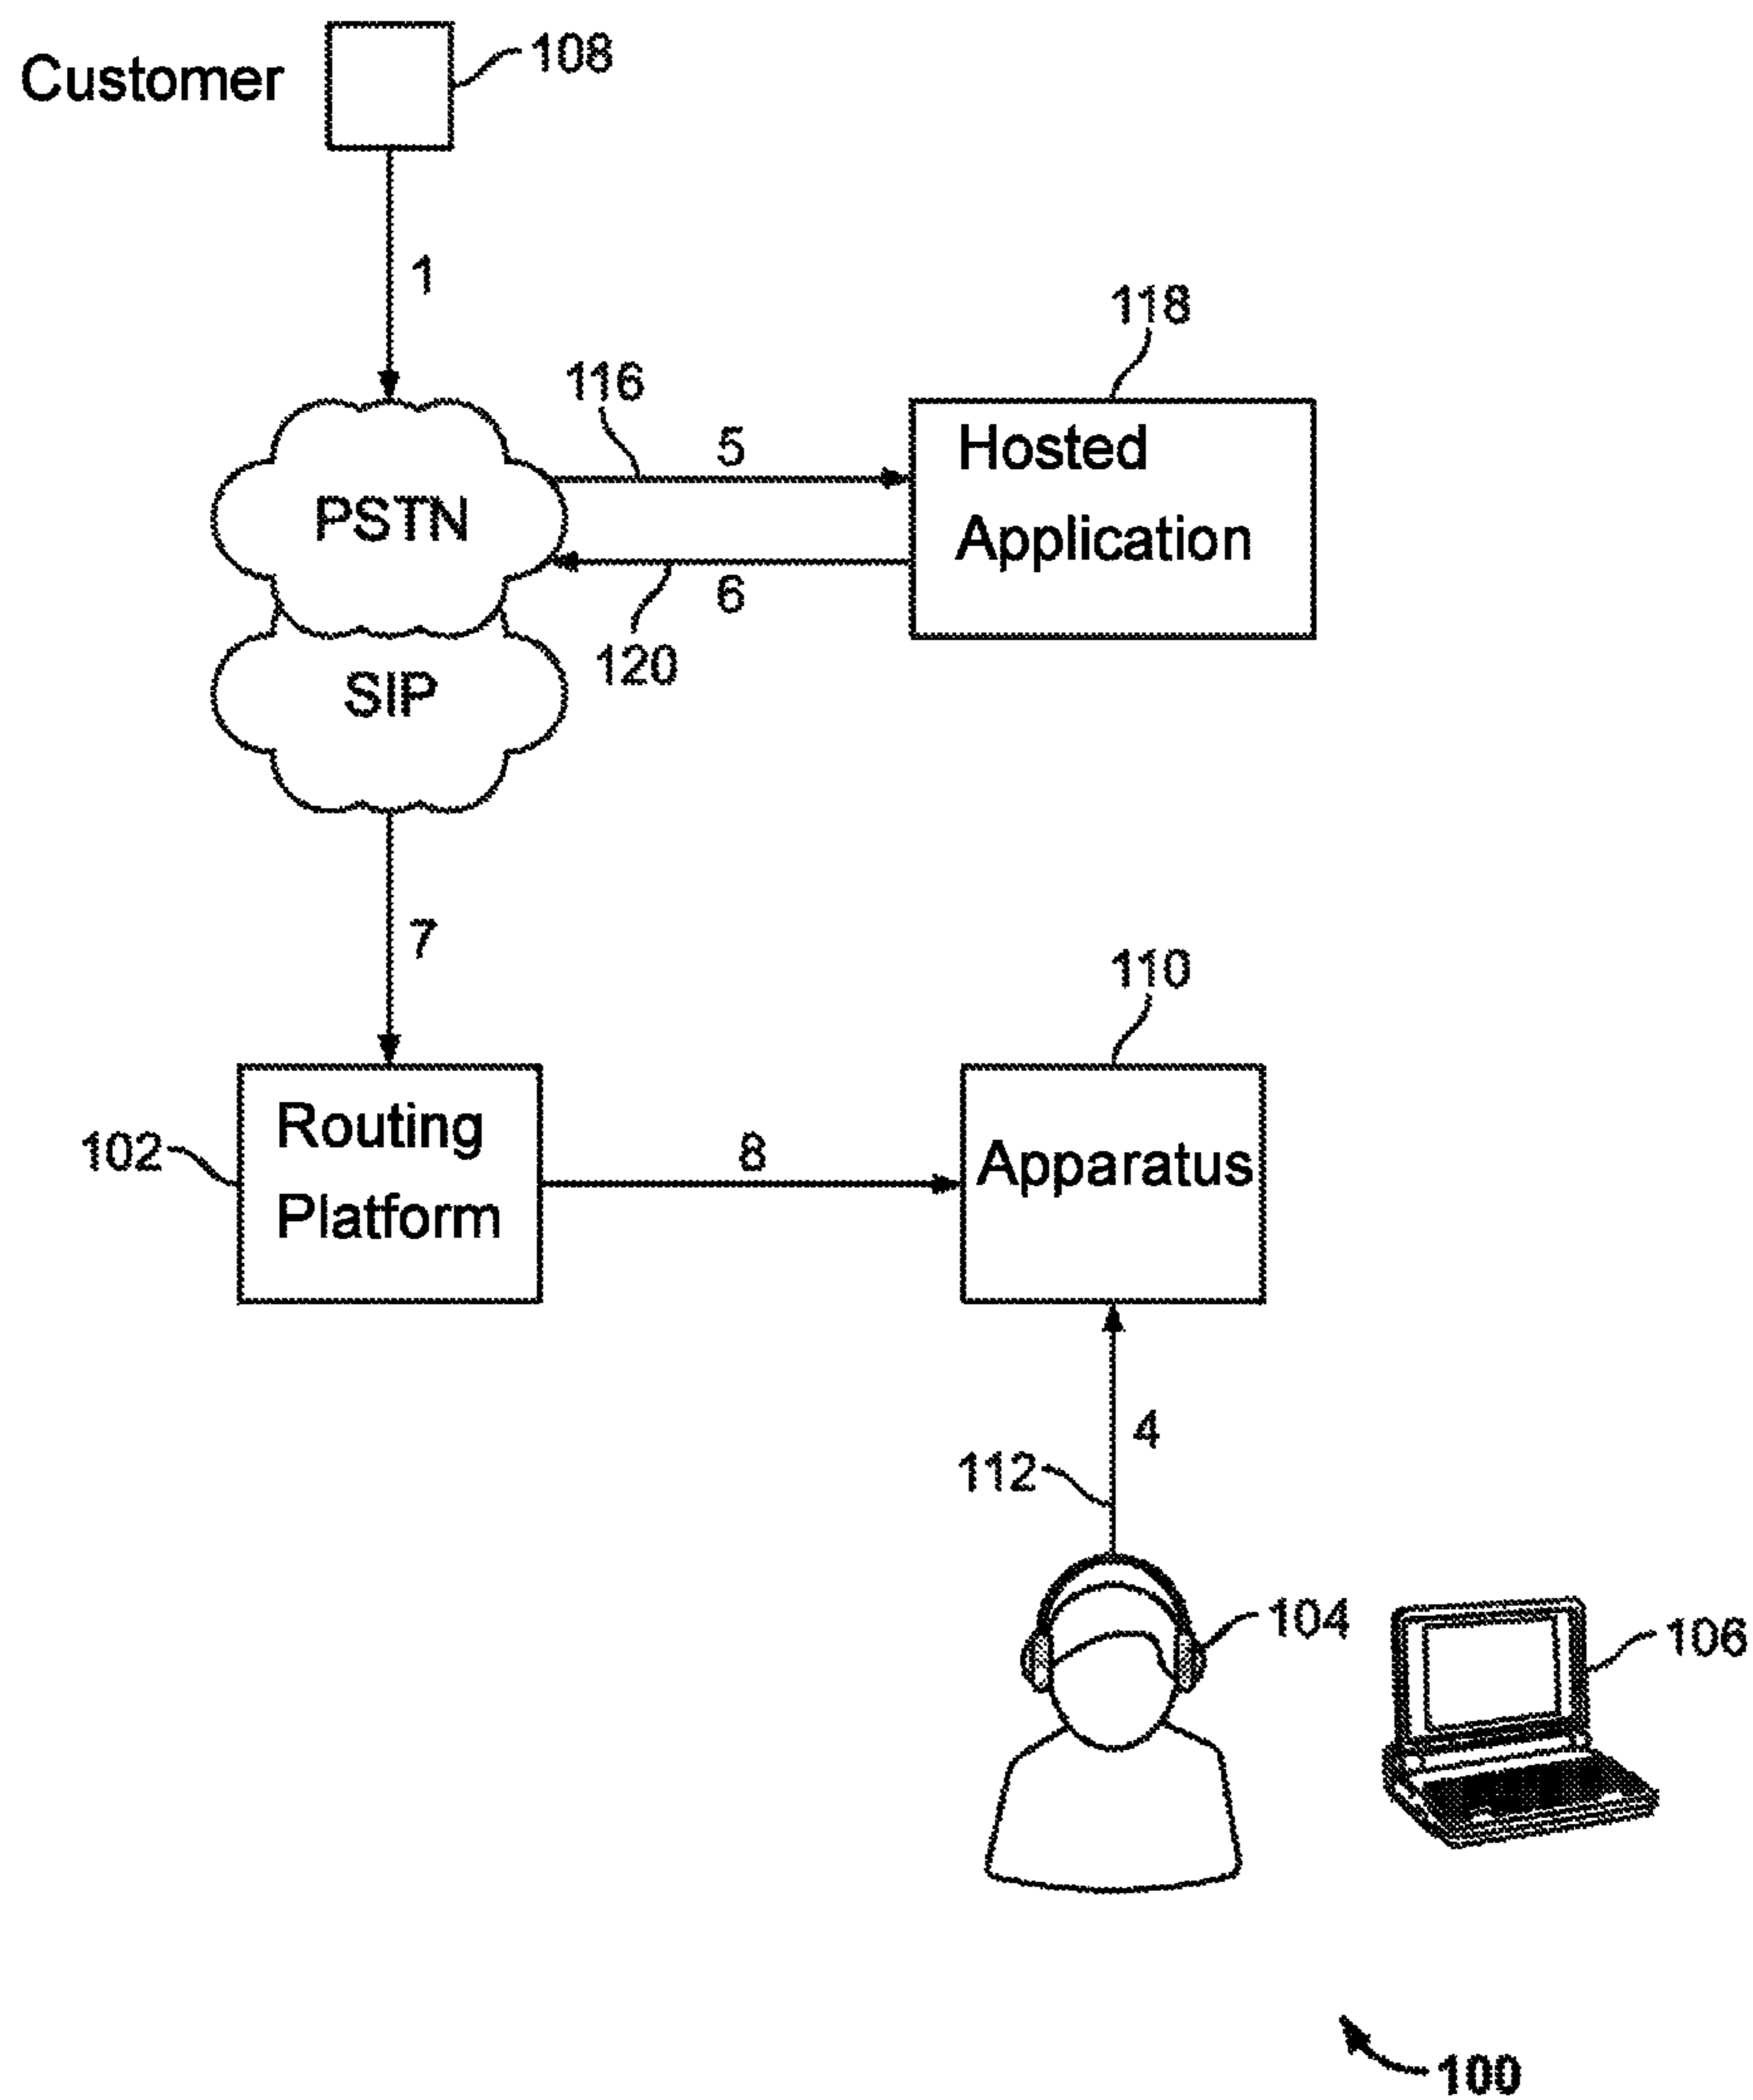 Customer
108
1
118
116
5
Hosted
Application
PSTN
6
120
SIP
7
110
Routing
Platform
102
8
Apparatus
4
112
104
106
100